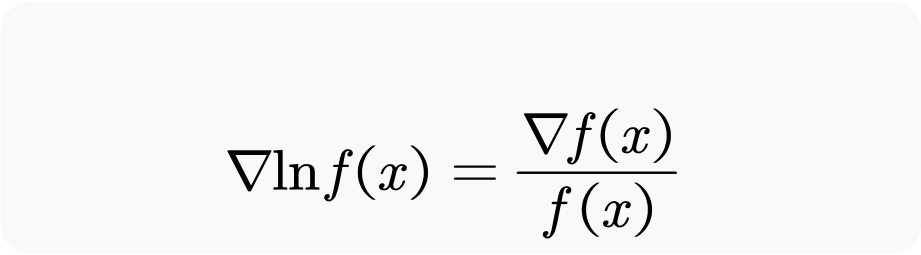 ∇ln f(x) = ∇f(x) / f(x)